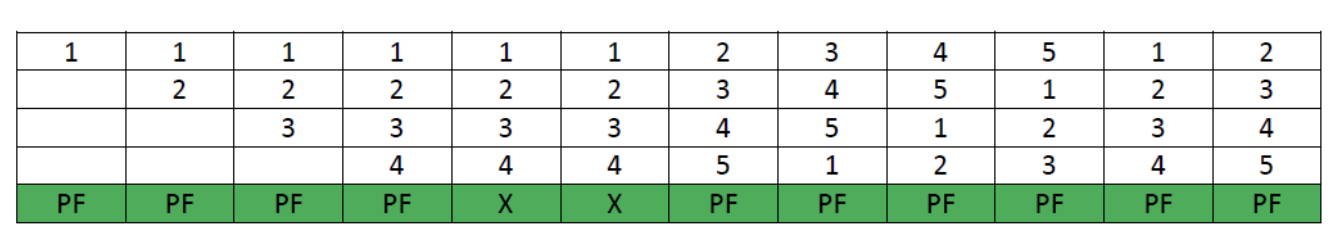 1 1 1 1 1 1 2 3 4 5 1 2
2 2 2 2 2 3 4 5 1 2 3
3 3 3 3 4 5 1 2 3 4
4 4 4 5 1 2 3 4 5
PF PF PF PF X X PF PF PF PF PF PF